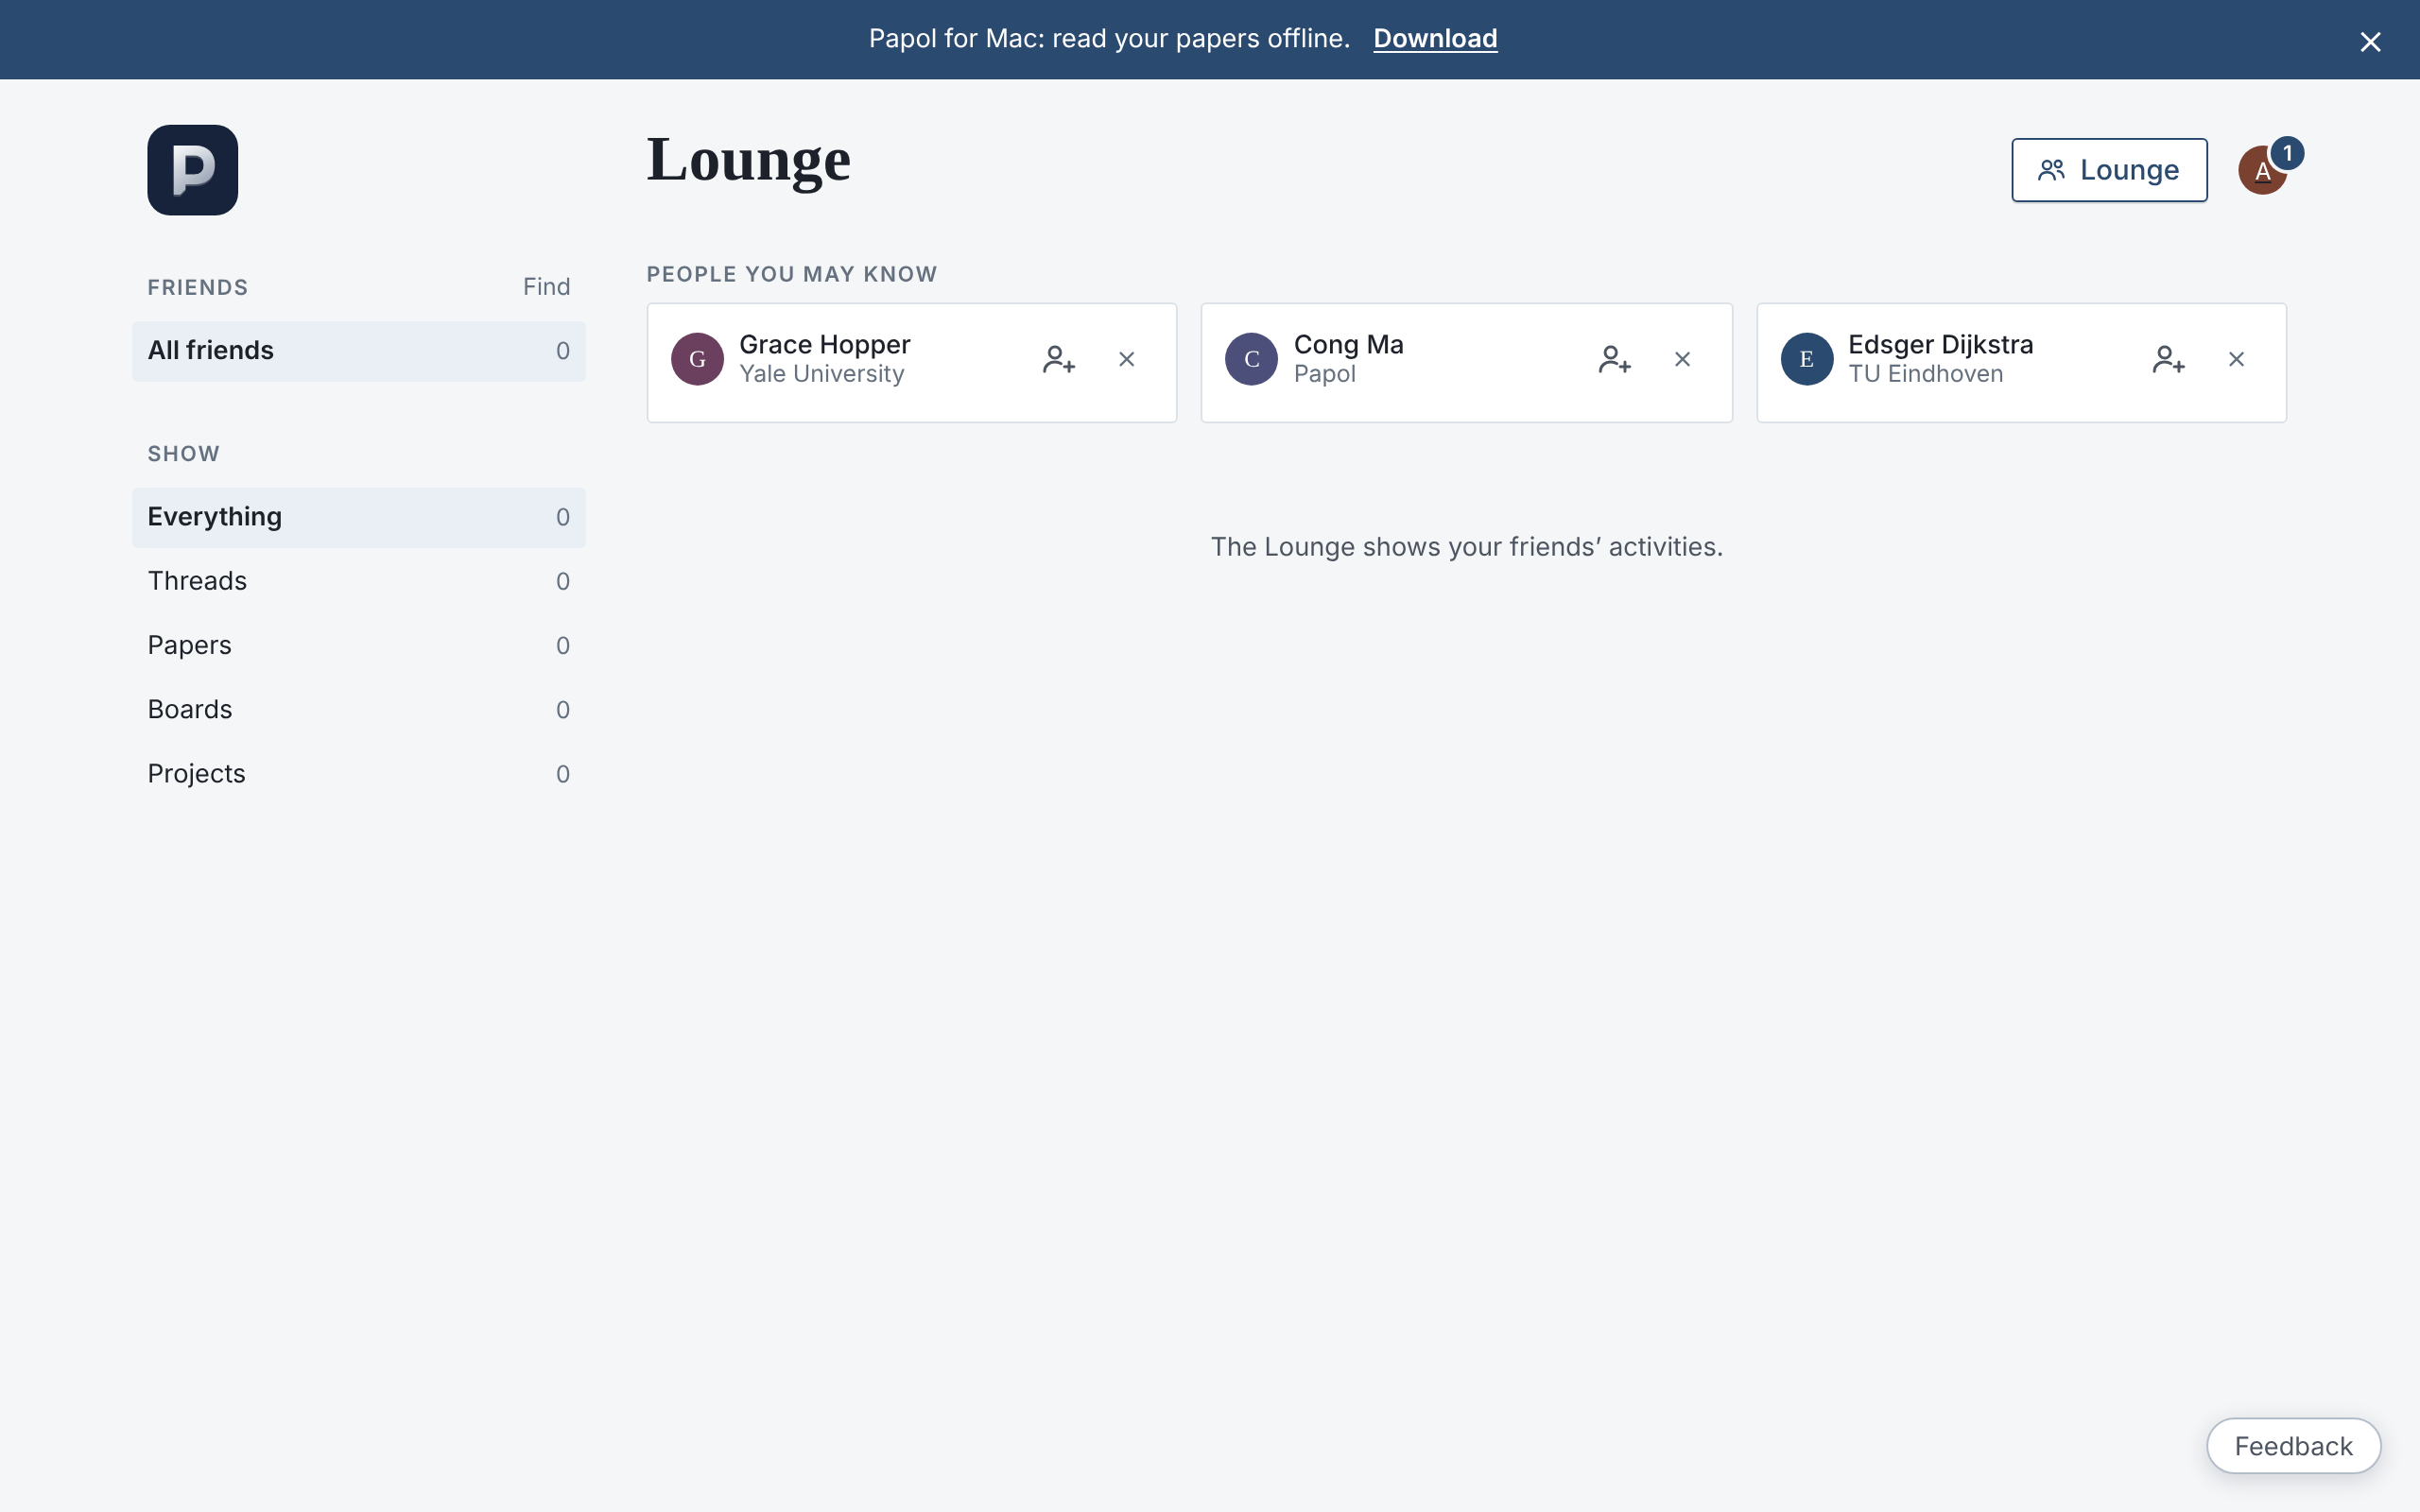 Papol for Mac: read your papers offline. Download
P
Lounge
Lounge
A
1
FRIENDS
Find
All friends
0
SHOW
Everything
0
Threads
0
Papers
0
Boards
0
Projects
0
PEOPLE YOU MAY KNOW
G
Grace Hopper
Yale University
C
Cong Ma
Papol
E
Edsger Dijkstra
TU Eindhoven
The Lounge shows your friends’ activities.
Feedback